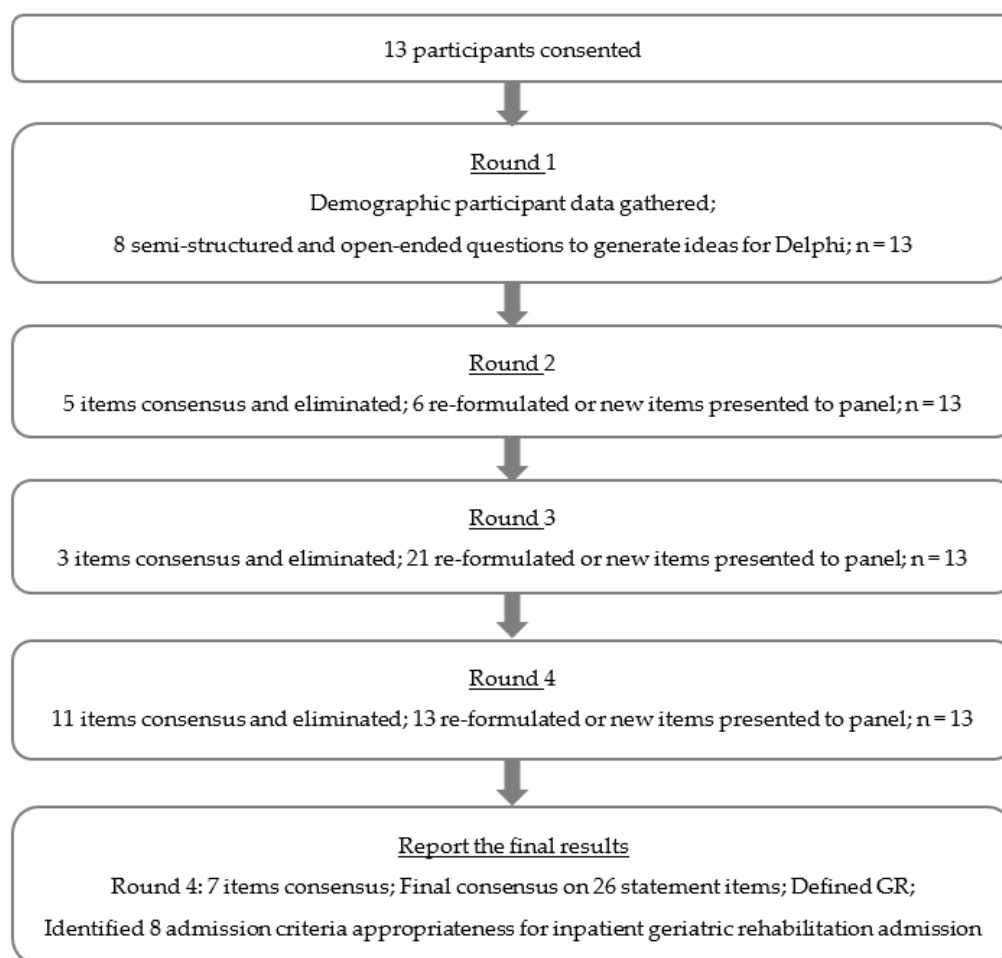 13 participants consented
Round 1
Demographic participant data gathered;
8 semi-structured and open-ended questions to generate ideas for Delphi; n = 13
Round 2
5 items consensus and eliminated; 6 re-formulated or new items presented to panel; n = 13
Round 3
3 items consensus and eliminated; 21 re-formulated or new items presented to panel; n = 13
Round 4
11 items consensus and eliminated; 13 re-formulated or new items presented to panel; n = 13
Report the final results
Round 4: 7 items consensus; Final consensus on 26 statement items; Defined GR;
Identified 8 admission criteria appropriateness for inpatient geriatric rehabilitation admission